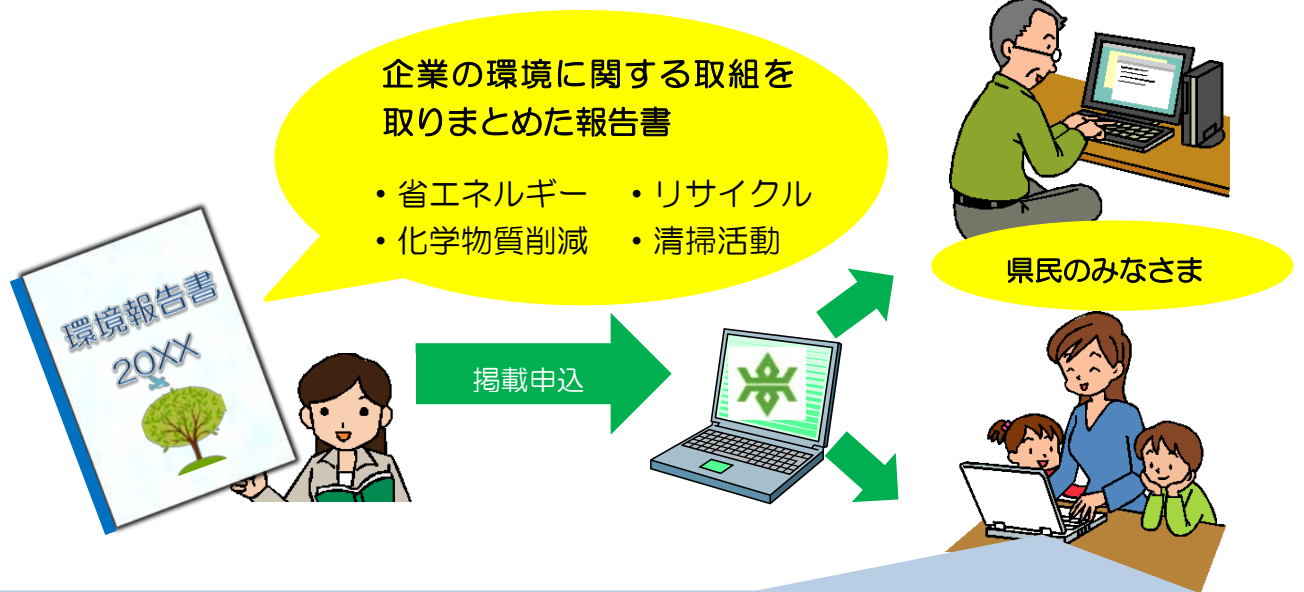 企業の環境に関する取組を
取りまとめた報告書
・省エネルギー ・リサイクル
・化学物質削減 ・清掃活動
環境報告書
20XX
掲載申込
県民のみなさま